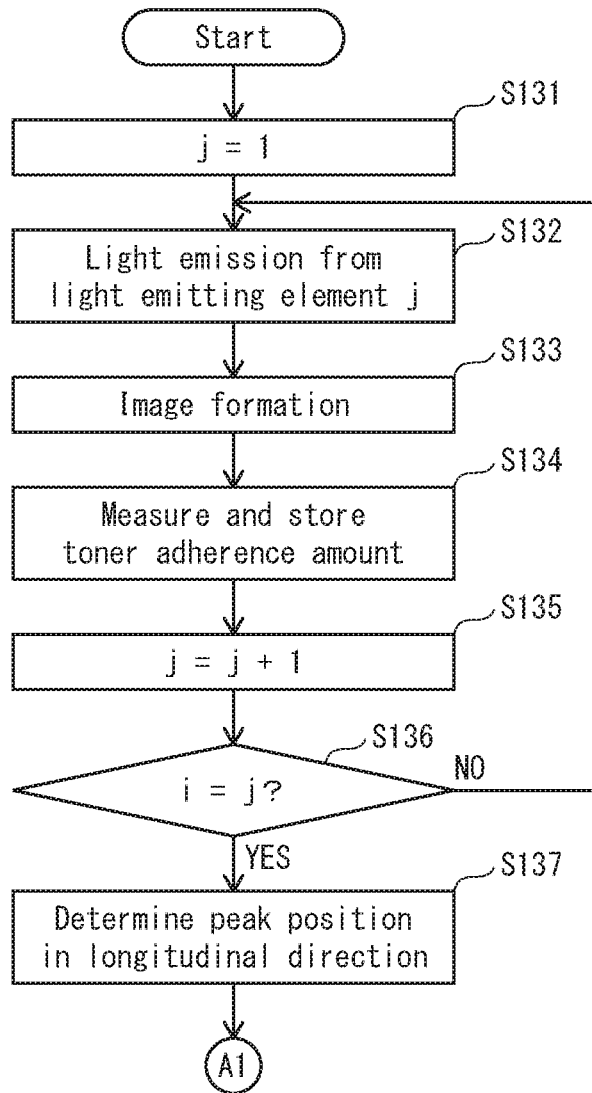 Start
S131
j = 1
S132
Light emission from
light emitting element j
S133
Image formation
S134
Measure and store
toner adherence amount
S135
j = j + 1
S136
i = j?
NO
YES
S137
Determine peak position
in longitudinal direction
A1